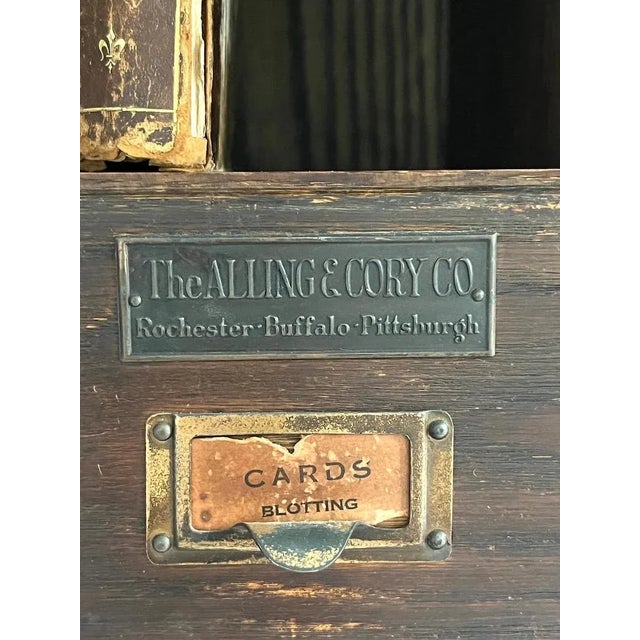 The ALLING & CORY CO.
Rochester-Buffalo-Pittsburgh
CARDS
BLOTTING